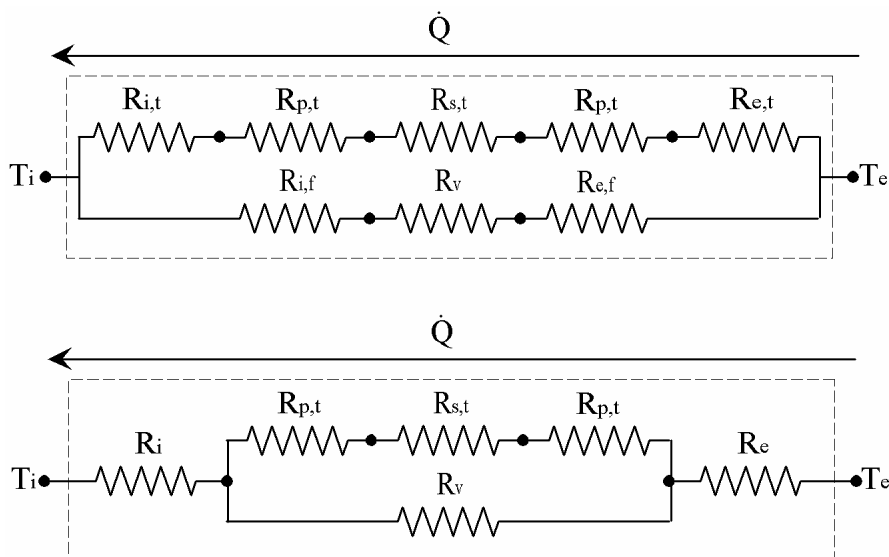 Q̇
Ri,t Rp,t Rs,t Rp,t Re,t
Ti Te
Ri,f Rv Re,f
Q̇
Rp,t Rs,t Rp,t
Ti Ri Re Te
Rv